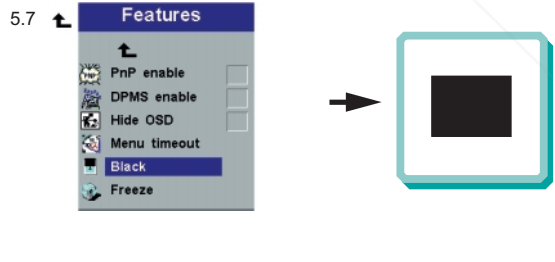 5.7
Features
PnP enable
DPMS enable
Hide OSD
Menu timeout
Black
Freeze